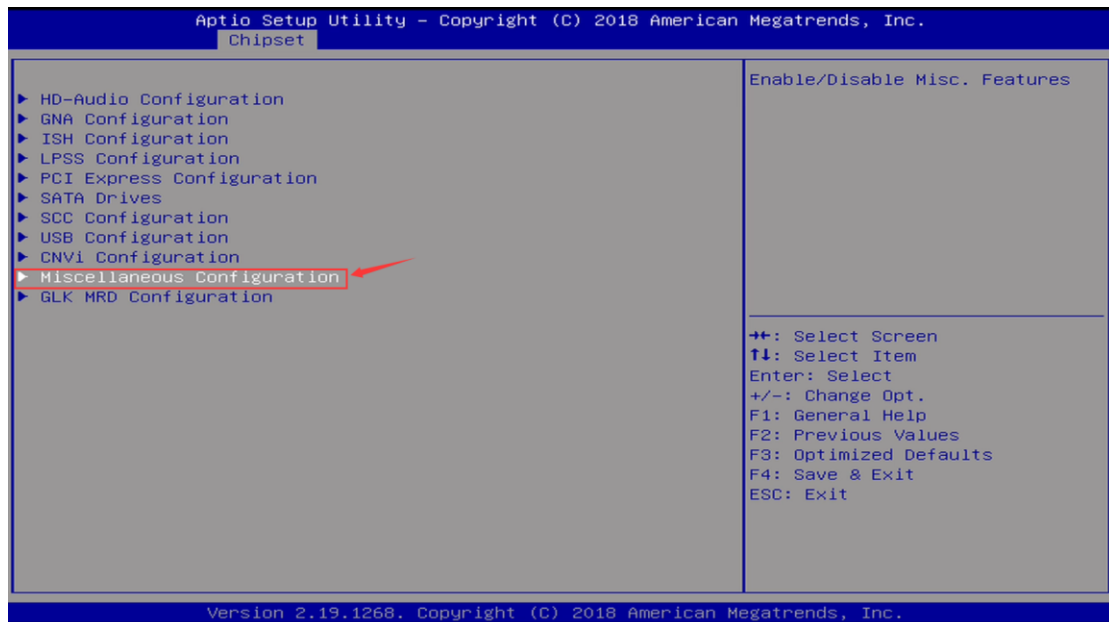 Aptio Setup Utility – Copyright (C) 2018 American Megatrends, Inc.
Chipset
▶ HD-Audio Configuration
▶ GNA Configuration
▶ ISH Configuration
▶ LPSS Configuration
▶ PCI Express Configuration
▶ SATA Drives
▶ SCC Configuration
▶ USB Configuration
▶ CNVi Configuration
▶ Miscellaneous Configuration
▶ GLK MRD Configuration
Enable/Disable Misc. Features
→←: Select Screen
↑↓: Select Item
Enter: Select
+/-: Change Opt.
F1: General Help
F2: Previous Values
F3: Optimized Defaults
F4: Save & Exit
ESC: Exit
Version 2.19.1268. Copyright (C) 2018 American Megatrends, Inc.